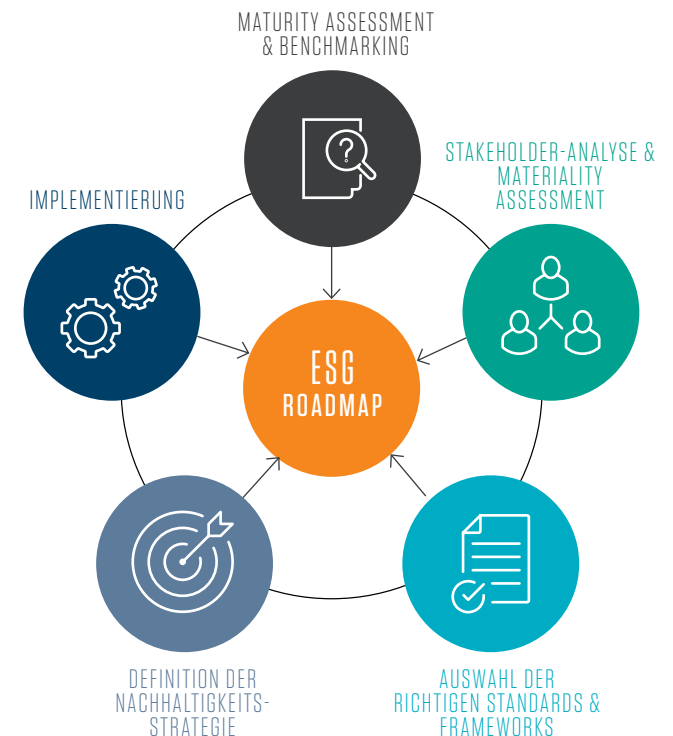 MATURITY ASSESSMENT
& BENCHMARKING
?
STAKEHOLDER-ANALYSE &
MATERIALITY
ASSESSMENT
IMPLEMENTIERUNG
ESG
ROADMAP
DEFINITION DER
NACHHALTIGKEITS-
STRATEGIE
AUSWAHL DER
RICHTIGEN STANDARDS &
FRAMEWORKS